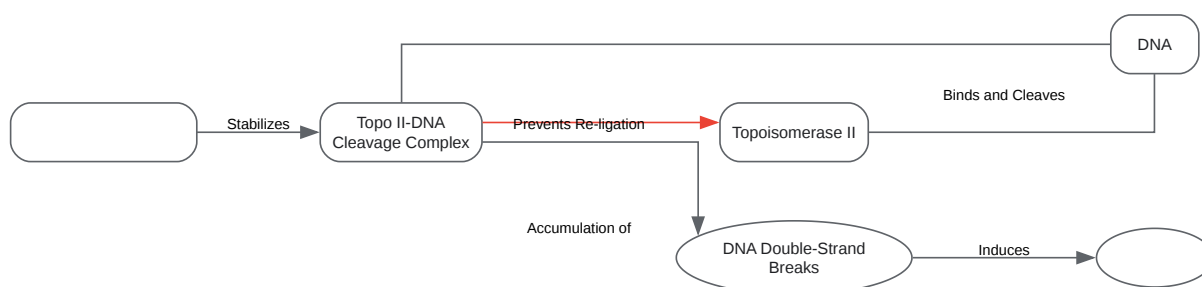 DNA
Binds and Cleaves
Stabilizes
Topo II-DNA
Cleavage Complex
Prevents Re-ligation
Topoisomerase II
Accumulation of
DNA Double-Strand
Breaks
Induces